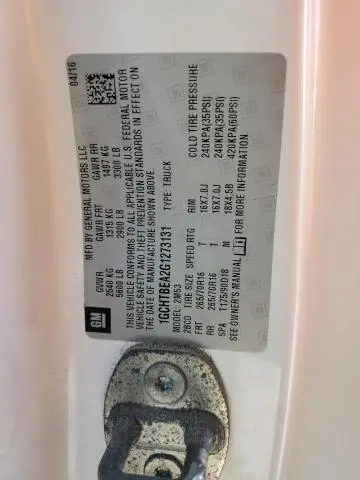 04/16
MFD BY GENERAL MOTORS LLC
GVWR GAWR FRT GAWR RR
2540 KG 1315 KG 1497 KG
5600 LB 2900 LB 3300 LB
GM
THIS VEHICLE CONFORMS TO ALL APPLICABLE U.S. FEDERAL MOTOR
VEHICLE SAFETY AND THEFT PREVENTION STANDARDS IN EFFECT ON
THE DATE OF MANUFACTURE SHOWN ABOVE.
1GCHTBEA2G1273131 TYPE: TRUCK
MODEL: 2M53
2BCD TIRE SIZE SPEED RTG RIM COLD TIRE PRESSURE
FRT 265/70R16 T 16X7.0J 240KPA(35PSI)
RR 265/70R16 T 16X7.0J 240KPA(35PSI)
SPA T175/90D18 M 18X4.5B 420KPA(60PSI)
SEE OWNER'S MANUAL FOR MORE INFORMATION